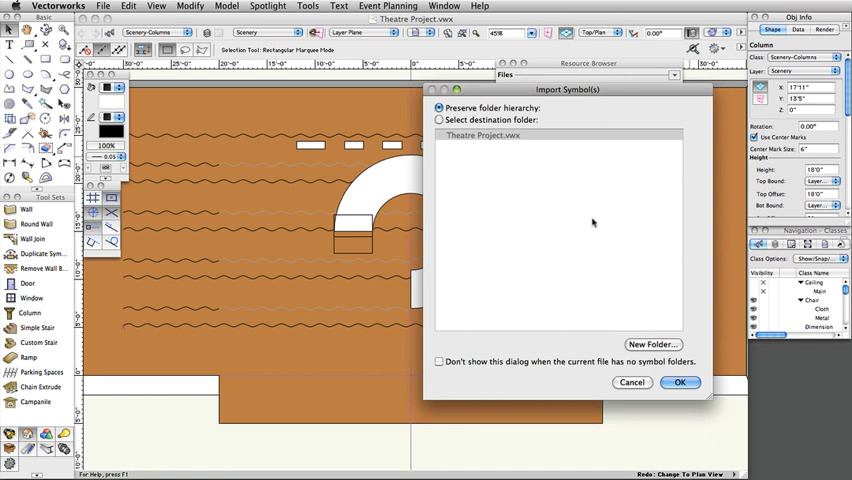 Vectorworks File Edit View Modify Model Spotlight Tools Text Event Planning Window Help
Theatre Project.vwx
Basic
Scenery-Columns
Scenery
Layer Plane
45%
Top/Plan
0.00°
Selection Tool: Rectangular Marquee Mode
Resource Browser
Files
Import Symbol(s)
Preserve folder hierarchy:
Select destination folder:
Theatre Project.vwx
New Folder...
Don't show this dialog when the current file has no symbol folders.
Cancel
OK
100%
0.05
Tool Sets
Wall
Round Wall
Wall Join
Duplicate Sym...
Remove Wall B...
Door
Window
Column
Simple Stair
Custom Stair
Ramp
Parking Spaces
Chain Extrude
Campanile
Obj Info
Shape Data Render
Column
Class: Scenery-Columns
Layer: Scenery
X: 17'11"
Y: 13'5"
Z: 0"
Rotation: 0.00°
Use Center Marks
Center Mark Size: 6"
Height
Height: 18'0"
Top Bound: Layer...
Top Offset: 18'0"
Bot Bound: Layer...
Navigation - Classes
Class Options: Show/Snap/...
Visibility Class Name
Ceiling
Main
Chair
Cloth
Metal
Dimension
For Help, press F1
Redo: Change To Plan View